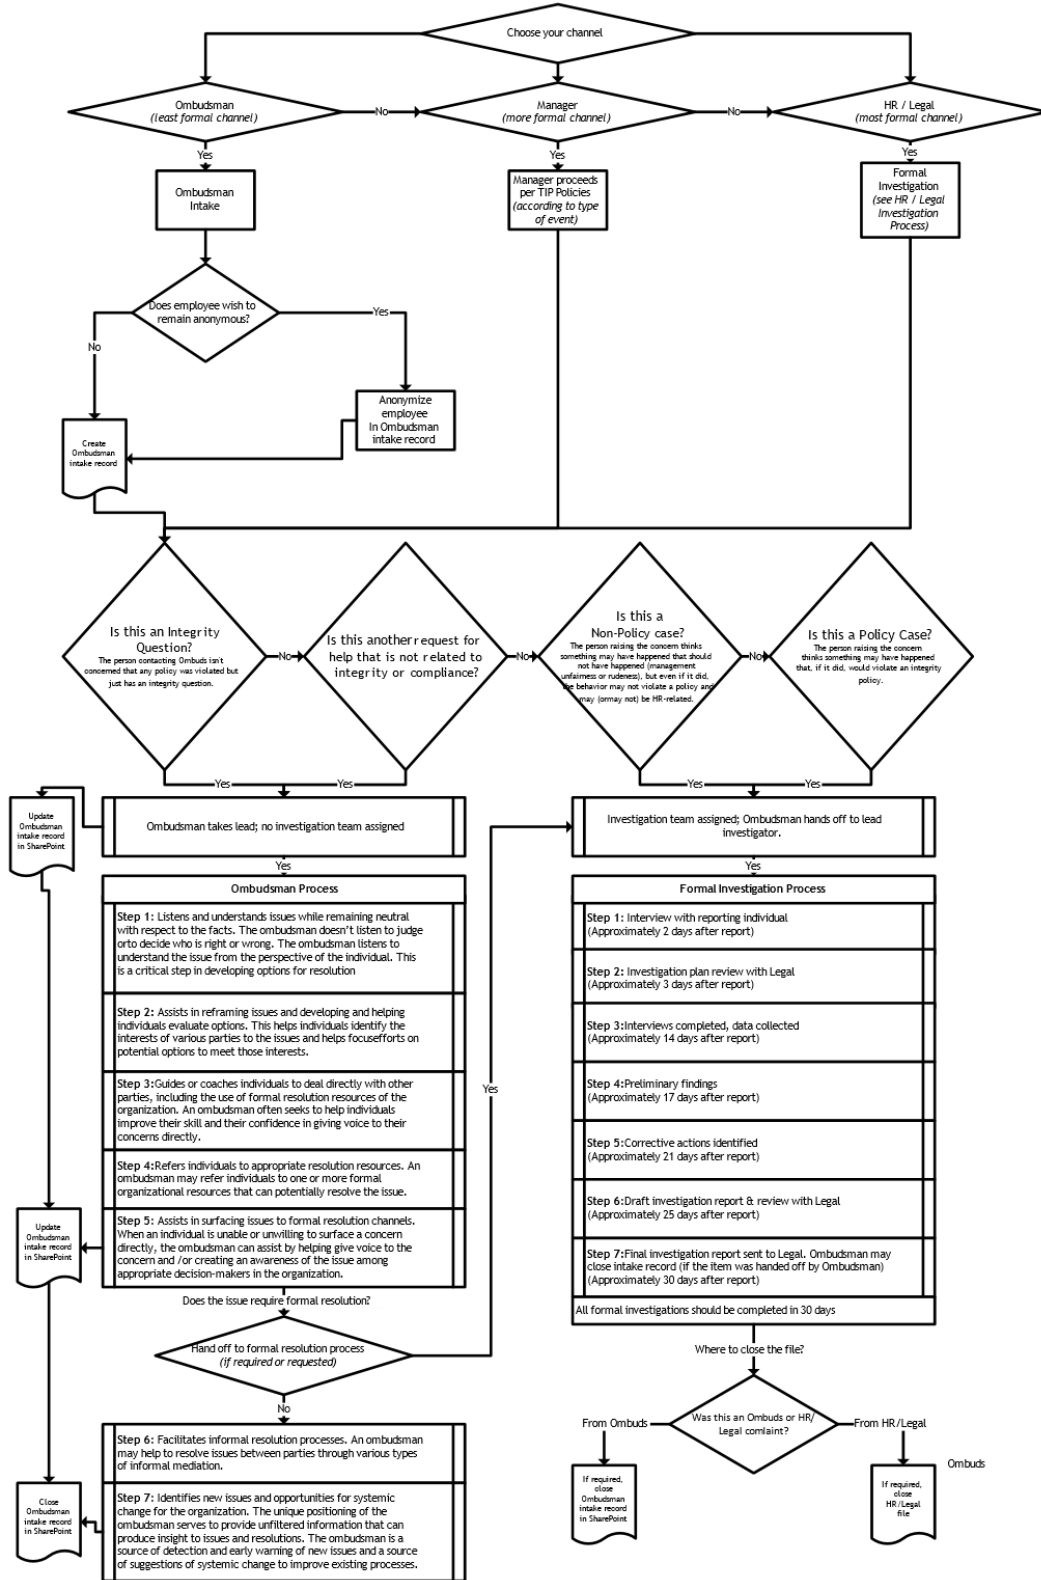 Choose your channel
Ombudsman
(least formal channel)
No
Manager
(more formal channel)
No
HR / Legal
(most formal channel)
Yes
Yes
Yes
Ombudsman
Intake
Manager proceeds
per TIP Policies
(according to type
of event)
Formal
Investigation
(see HR / Legal
Investigation
Process)
Does employee wish to
remain anonymous?
Yes
No
Anonymize
employee
In Ombudsman
intake record
Create
Ombudsman
intake record
Is this an Integrity
Question?
The person contacting Ombuds isn't
concerned that any policy was violated but
just has an integrity question.
No
Is this another request for
help that is not related to
integrity or compliance?
No
Is this a
Non-Policy case?
The person raising the concern thinks
something may have happened that should
not have happened (management
unfairness or rudeness), but even if it did,
the behavior may not violate a policy and
may (ormay not) be HR-related.
No
Is this a Policy Case?
The person raising the concern
thinks something may have happened
that, if it did, would violate an integrity
policy.
Yes
Yes
Yes
Yes
Update
Ombudsman
intake record
in SharePoint
Ombudsman takes lead; no investigation team assigned
Investigation team assigned; Ombudsman hands off to lead
investigator.
Yes
Yes
Ombudsman Process
Step 1: Listens and understands issues while remaining neutral
with respect to the facts. The ombudsman doesn't listen to judge
orto decide who is right or wrong. The ombudsman listens to
understand the issue from the perspective of the individual. This
is a critical step in developing options for resolution
Step 2: Assists in reframing issues and developing and helping
individuals evaluate options. This helps individuals identify the
interests of various parties to the issues and helps focusefforts on
potential options to meet those interests.
Step 3:Guides or coaches individuals to deal directly with other
parties, including the use of formal resolution resources of the
organization. An ombudsman often seeks to help individuals
improve their skill and their confidence in giving voice to their
concerns directly.
Step 4:Refers individuals to appropriate resolution resources. An
ombudsman may refer individuals to one or more formal
organizational resources that can potentially resolve the issue.
Step 5: Assists in surfacing issues to formal resolution channels.
When an individual is unable or unwilling to surface a concern
directly, the ombudsman can assist by helping give voice to the
concern and /or creating an awareness of the issue among
appropriate decision-makers in the organization.
Update
Ombudsman
intake record
in SharePoint
Does the issue require formal resolution?
Hand off to formal resolution process
(if required or requested)
Yes
No
Step 6: Facilitates informal resolution processes. An ombudsman
may help to resolve issues between parties through various types
of informal mediation.
Step 7: Identifies new issues and opportunities for systemic
change for the organization. The unique positioning of the
ombudsman serves to provide unfiltered information that can
produce insight to issues and resolutions. The ombudsman is a
source of detection and early warning of new issues and a source
of suggestions of systemic change to improve existing processes.
Close
Ombudsman
intake record
in SharePoint
Formal Investigation Process
Step 1: Interview with reporting individual
(Approximately 2 days after report)
Step 2: Investigation plan review with Legal
(Approximately 3 days after report)
Step 3:Interviews completed, data collected
(Approximately 14 days after report)
Step 4:Preliminary findings
(Approximately 17 days after report)
Step 5:Corrective actions identified
(Approximately 21 days after report)
Step 6:Draft investigation report & review with Legal
(Approximately 25 days after report)
Step 7:Final investigation report sent to Legal. Ombudsman may
close intake record (if the item was handed off by Ombudsman)
(Approximately 30 days after report)
All formal investigations should be completed in 30 days
Where to close the file?
Was this an Ombuds or HR/
Legal comlaint?
From Ombuds
From HR/Legal
If required,
close
Ombudsman
intake record
in SharePoint
If required,
close
HR/Legal
file
Ombuds